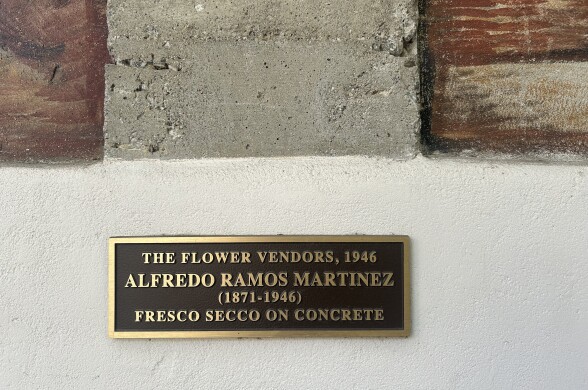 THE FLOWER VENDORS, 1946
ALFREDO RAMOS MARTINEZ
(1871-1946)
FRESCO SECCO ON CONCRETE